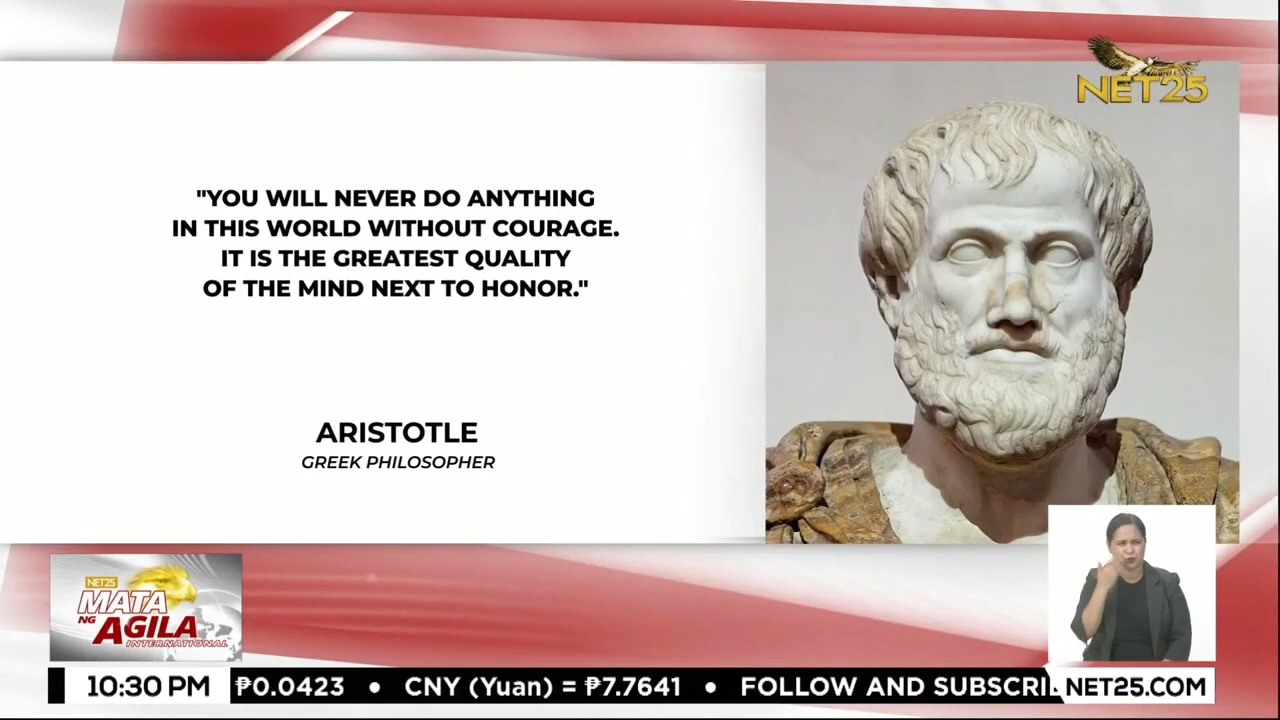 NET25
"YOU WILL NEVER DO ANYTHING
IN THIS WORLD WITHOUT COURAGE.
IT IS THE GREATEST QUALITY
OF THE MIND NEXT TO HONOR."
ARISTOTLE
GREEK PHILOSOPHER
NET25
MATA
NG
AGILA
INTERNATIONAL
10:30 PM ₱0.0423 • CNY (Yuan) = ₱7.7641 • FOLLOW AND SUBSCRI NET25.COM